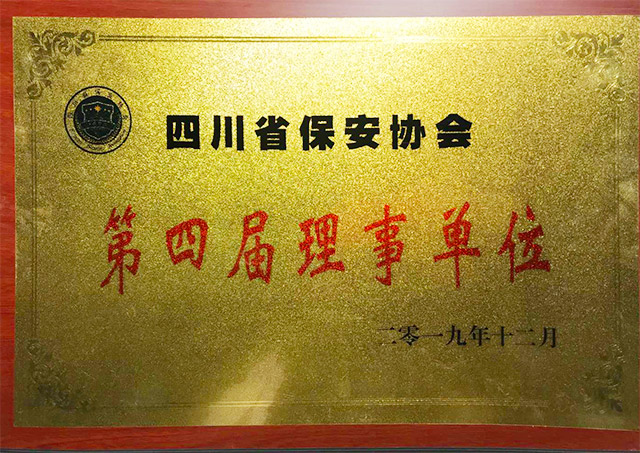 四川省保安协会
第四届理事单位
二零一九年十二月